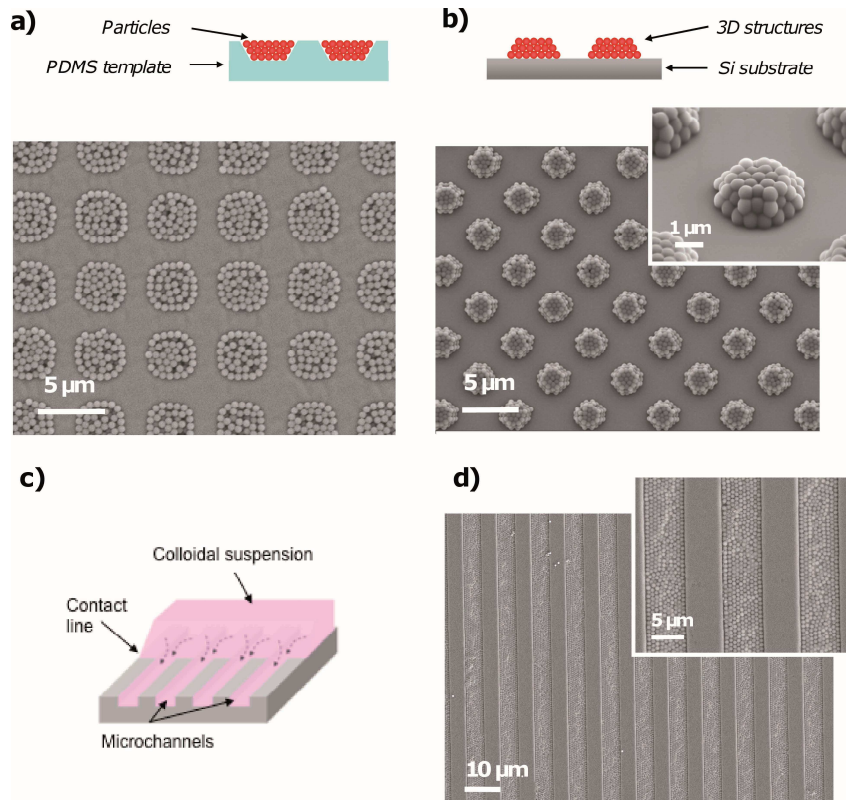 a)
Particles
PDMS template
5 µm
b)
3D structures
Si substrate
1 µm
5 µm
c)
Colloidal suspension
Contact
line
Microchannels
d)
5 µm
10 µm